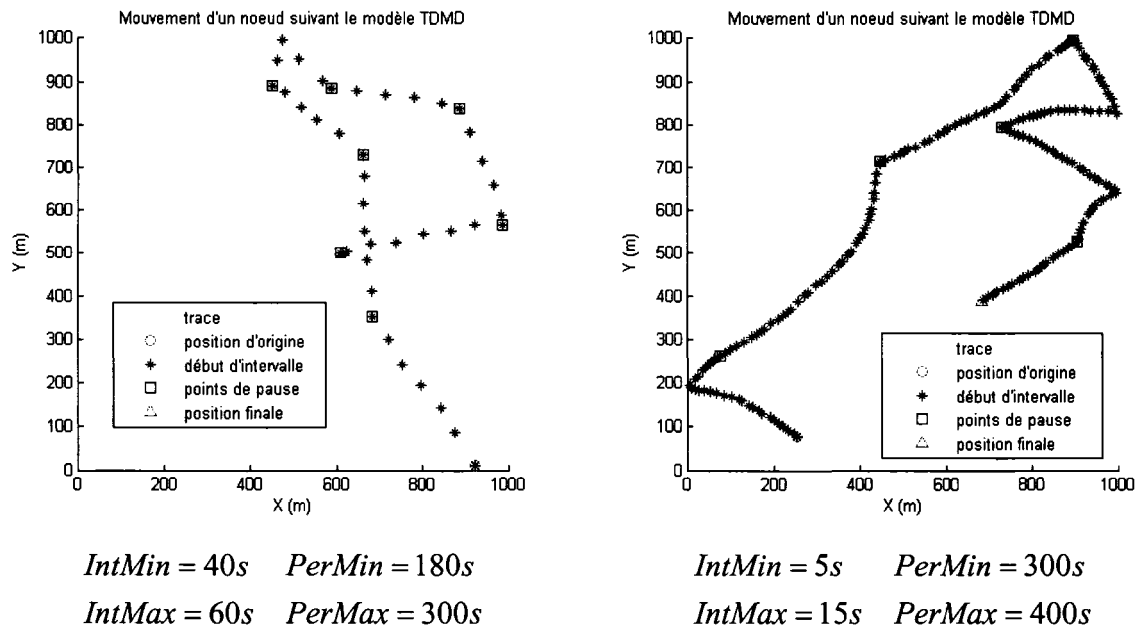 Mouvement d'un noeud suivant le modèle TDMD
1000
900
800
700
600
500
400
300
200
100
0
Y (m)
trace
position d'origine
début d'intervalle
points de pause
position finale
0 200 400 600 800 1000
X (m)
IntMin = 40s PerMin = 180s
IntMax = 60s PerMax = 300s
Mouvement d'un noeud suivant le modèle TDMD
1000
900
800
700
600
500
400
300
200
100
0
Y (m)
trace
position d'origine
début d'intervalle
points de pause
position finale
0 200 400 600 800 1000
X (m)
IntMin = 5s PerMin = 300s
IntMax = 15s PerMax = 400s